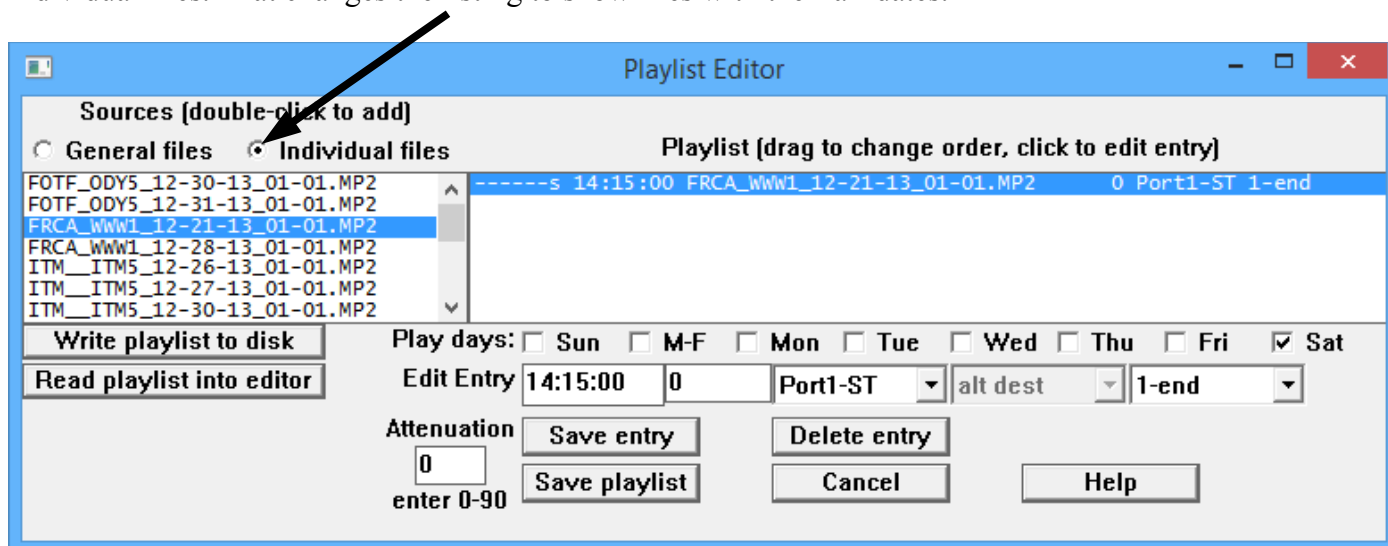 Playlist Editor
Sources (double-click to add)
General files Individual files
Playlist (drag to change order, click to edit entry)
FOTF_ODY5_12-30-13_01-01.MP2
FOTF_ODY5_12-31-13_01-01.MP2
FRCA_WWW1_12-21-13_01-01.MP2
FRCA_WWW1_12-28-13_01-01.MP2
ITM__ITM5_12-26-13_01-01.MP2
ITM__ITM5_12-27-13_01-01.MP2
ITM__ITM5_12-30-13_01-01.MP2
------s 14:15:00 FRCA_WWW1_12-21-13_01-01.MP2 0 Port1-ST 1-end
Write playlist to disk
Play days: Sun M-F Mon Tue Wed Thu Fri Sat
Read playlist into editor
Edit Entry 14:15:00 0 Port1-ST alt dest 1-end
Attenuation
0
enter 0-90
Save entry Delete entry
Save playlist Cancel Help